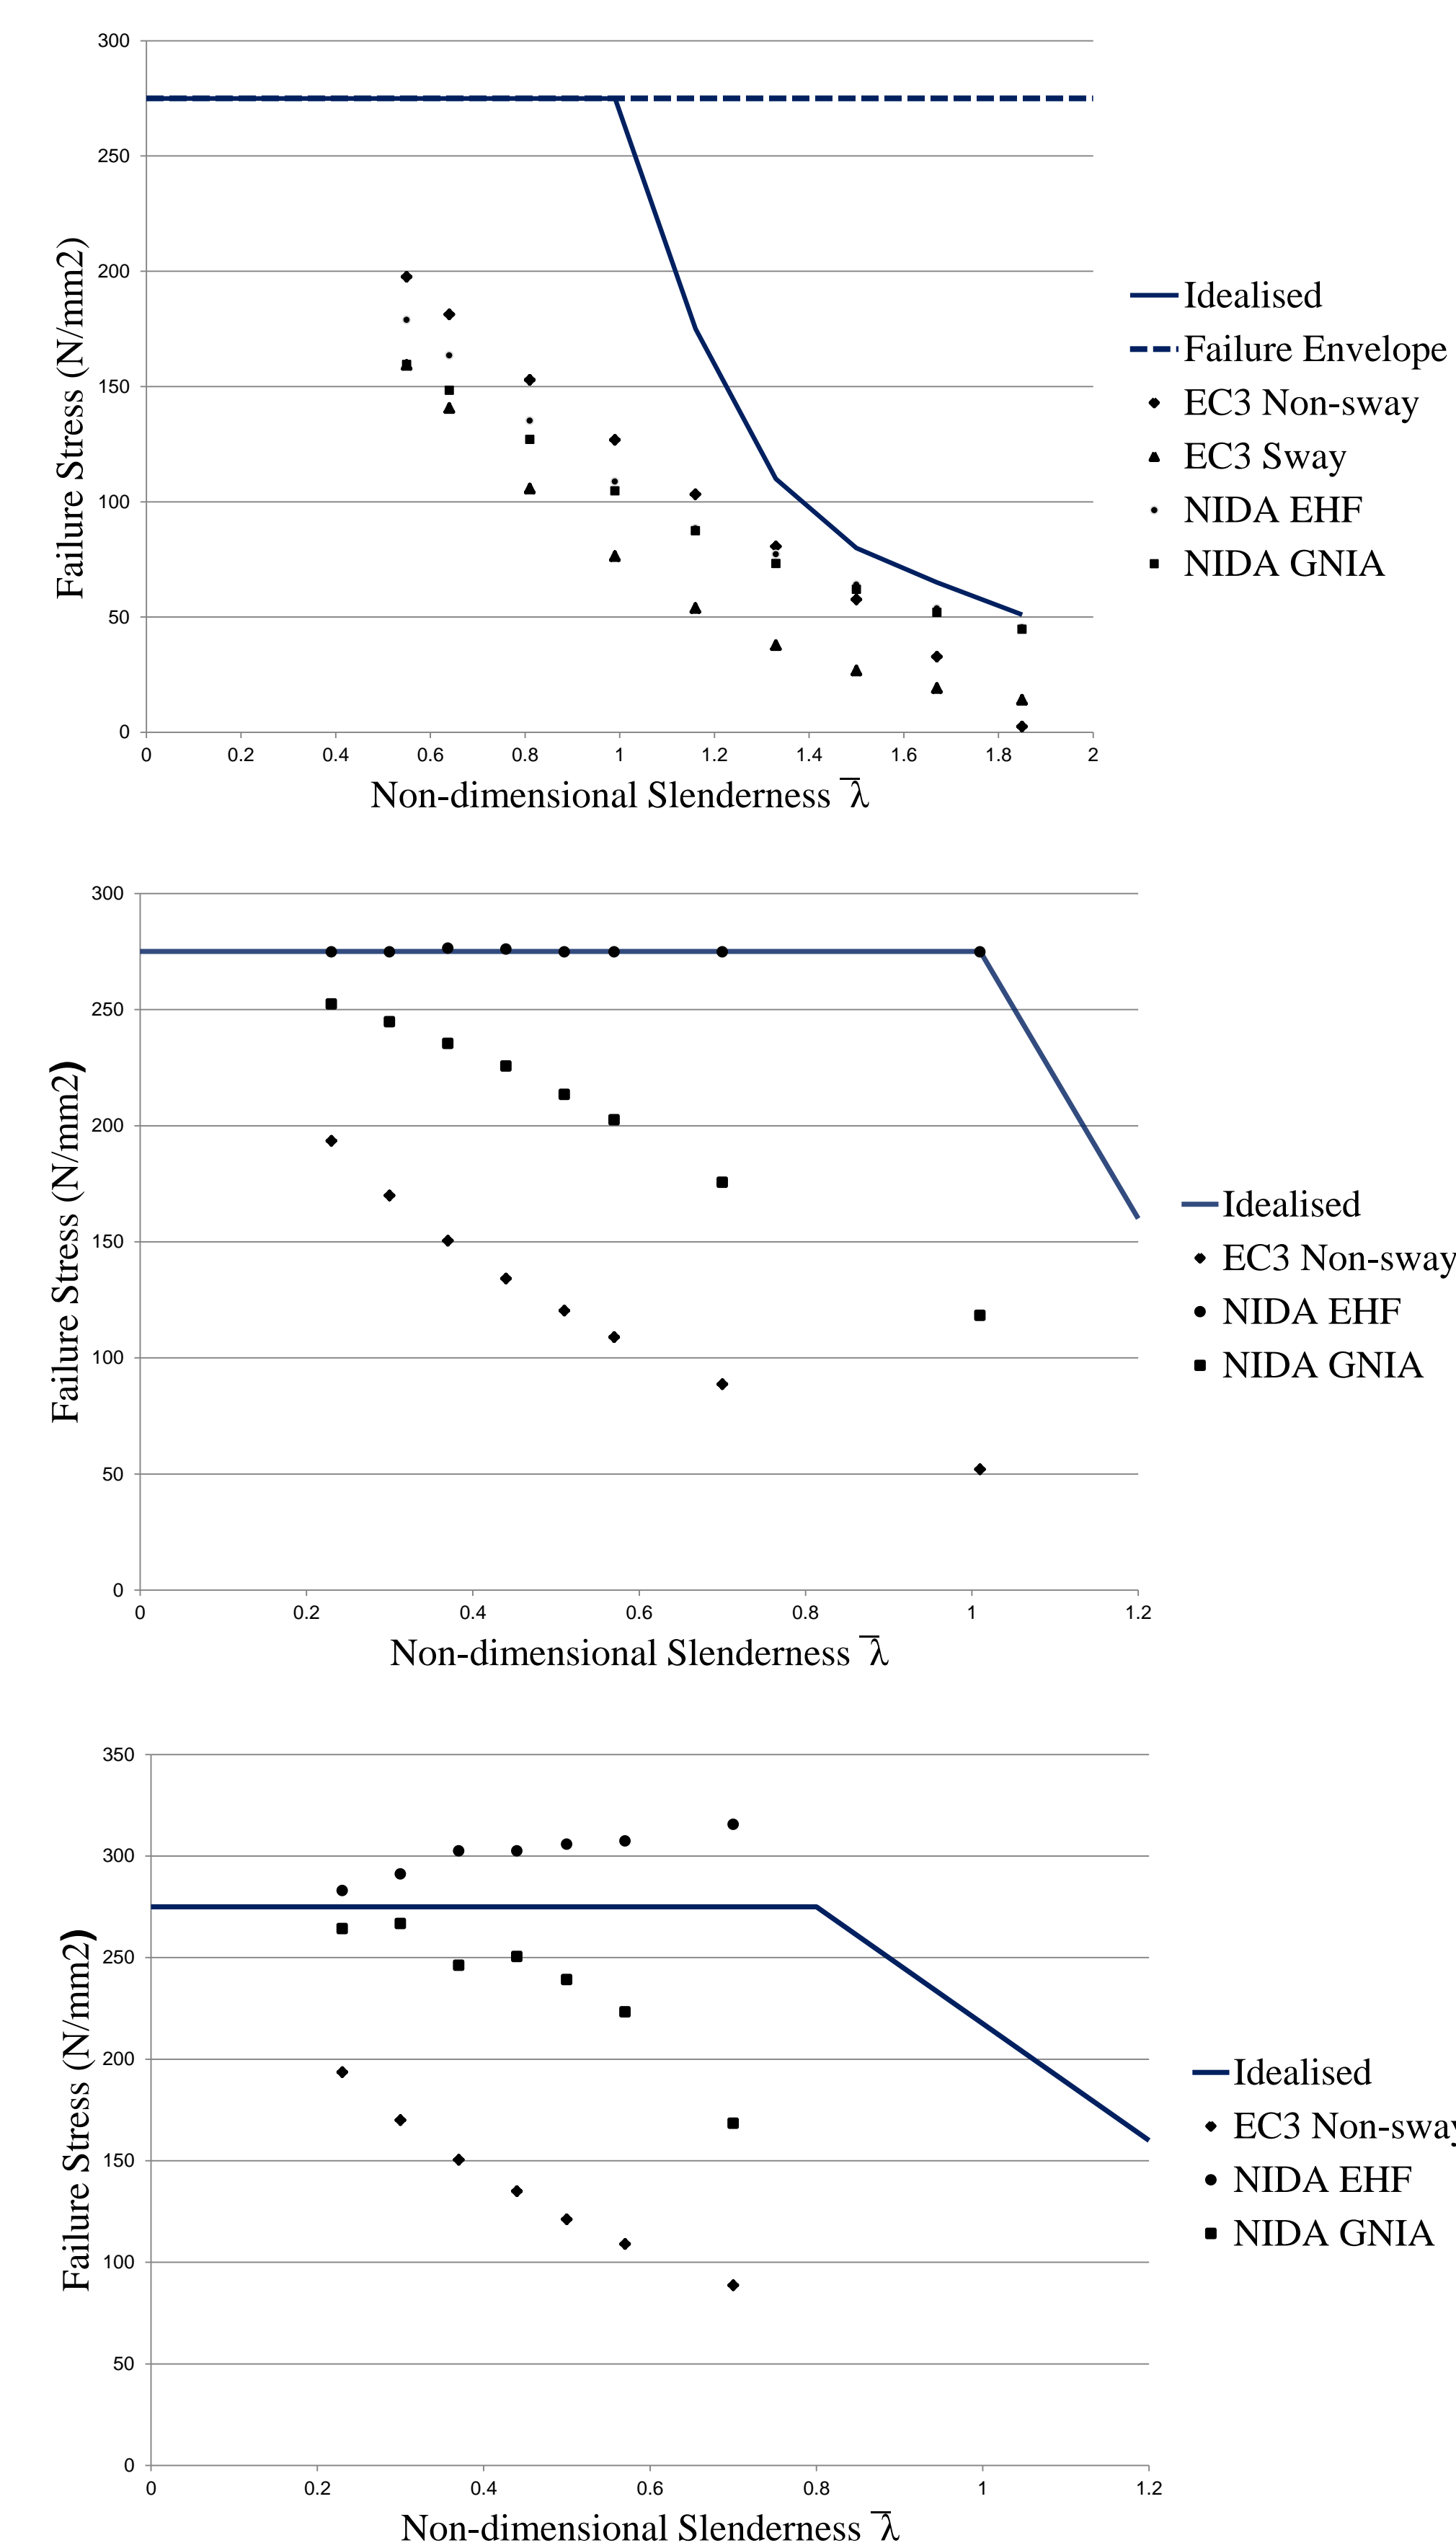 300
250
200
150
100
50
0
0 0.2 0.4 0.6 0.8 1 1.2 1.4 1.6 1.8 2
Failure Stress (N/mm2)
Non-dimensional Slenderness λ̅
Idealised
Failure Envelope
EC3 Non-sway
EC3 Sway
NIDA EHF
NIDA GNIA
300
250
200
150
100
50
0
0 0.2 0.4 0.6 0.8 1 1.2
Failure Stress (N/mm2)
Non-dimensional Slenderness λ̅
Idealised
EC3 Non-sway
NIDA EHF
NIDA GNIA
350
300
250
200
150
100
50
0
0 0.2 0.4 0.6 0.8 1 1.2
Failure Stress (N/mm2)
Non-dimensional Slenderness λ̅
Idealised
EC3 Non-sway
NIDA EHF
NIDA GNIA